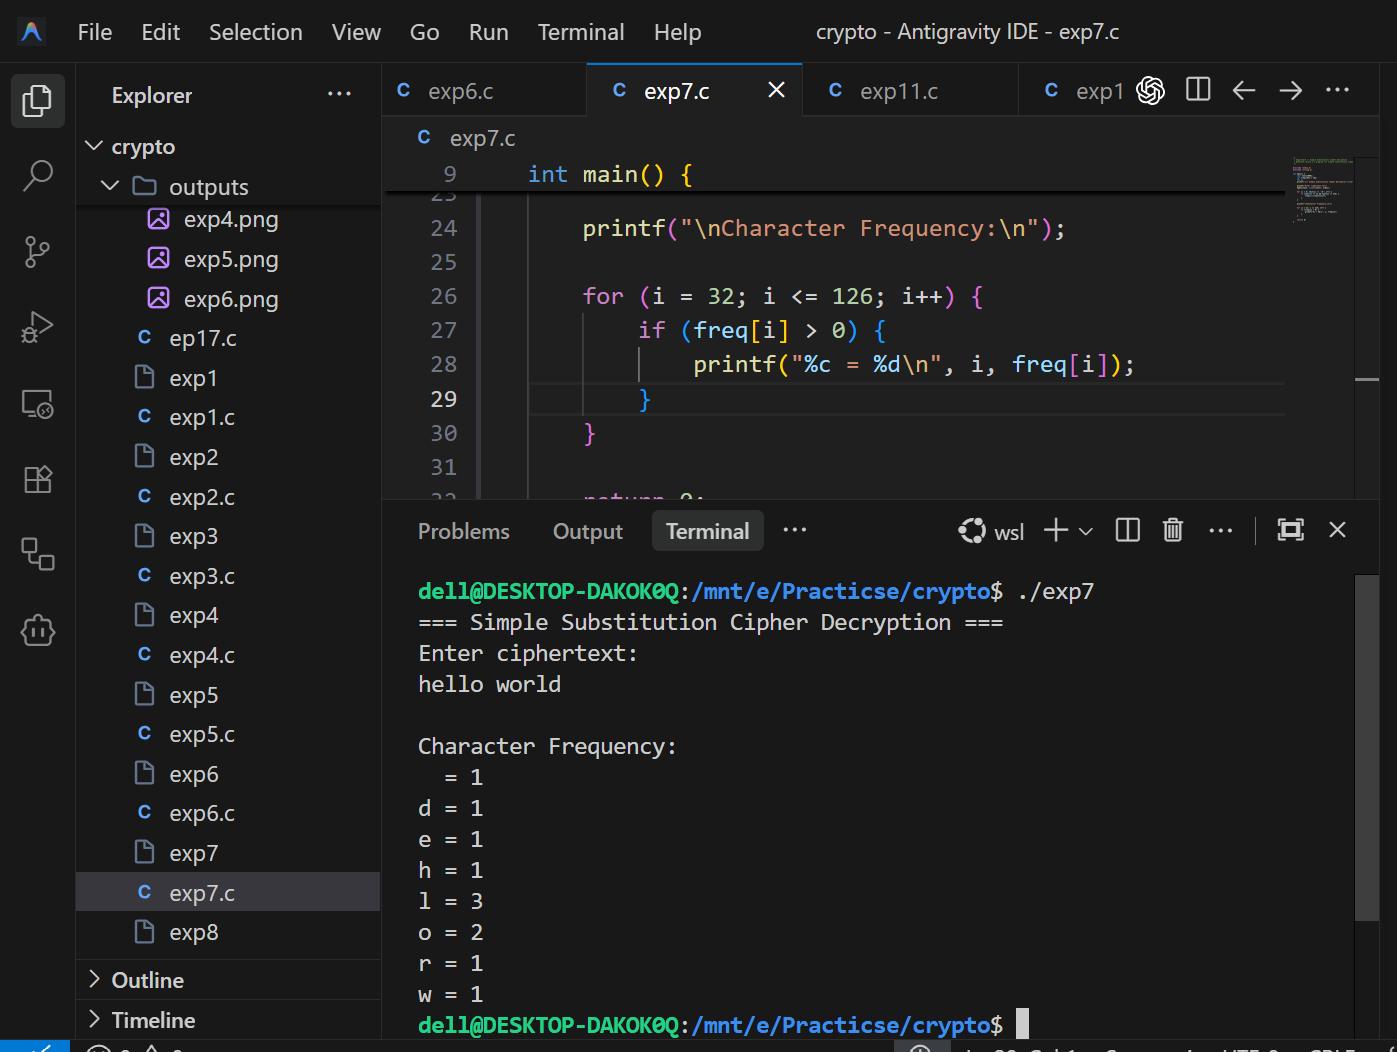 File Edit Selection View Go Run Terminal Help
crypto - Antigravity IDE - exp7.c
Explorer
crypto
outputs
exp4.png
exp5.png
exp6.png
C ep17.c
exp1
C exp1.c
exp2
C exp2.c
exp3
C exp3.c
exp4
C exp4.c
exp5
C exp5.c
exp6
C exp6.c
exp7
C exp7.c
exp8
Outline
Timeline
C exp6.c
C exp7.c
C exp11.c
C exp1
C exp7.c
9 int main() {
23
24 printf("\nCharacter Frequency:\n");
25
26 for (i = 32; i <= 126; i++) {
27 if (freq[i] > 0) {
28 printf("%c = %d\n", i, freq[i]);
29 }
30 }
31
32 return 0;
Problems Output Terminal
wsl
dell@DESKTOP-DAKOK0Q:/mnt/e/Practicse/crypto$ ./exp7
=== Simple Substitution Cipher Decryption ===
Enter ciphertext:
hello world
Character Frequency:
= 1
d = 1
e = 1
h = 1
l = 3
o = 2
r = 1
w = 1
dell@DESKTOP-DAKOK0Q:/mnt/e/Practicse/crypto$